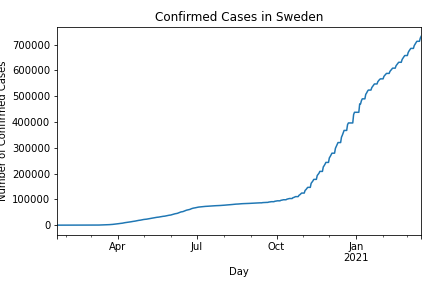 Confirmed Cases in Sweden
700000
600000
500000
400000
300000
200000
100000
0
Number of Confirmed Cases
Apr
Jul
Oct
Jan
2021
Day